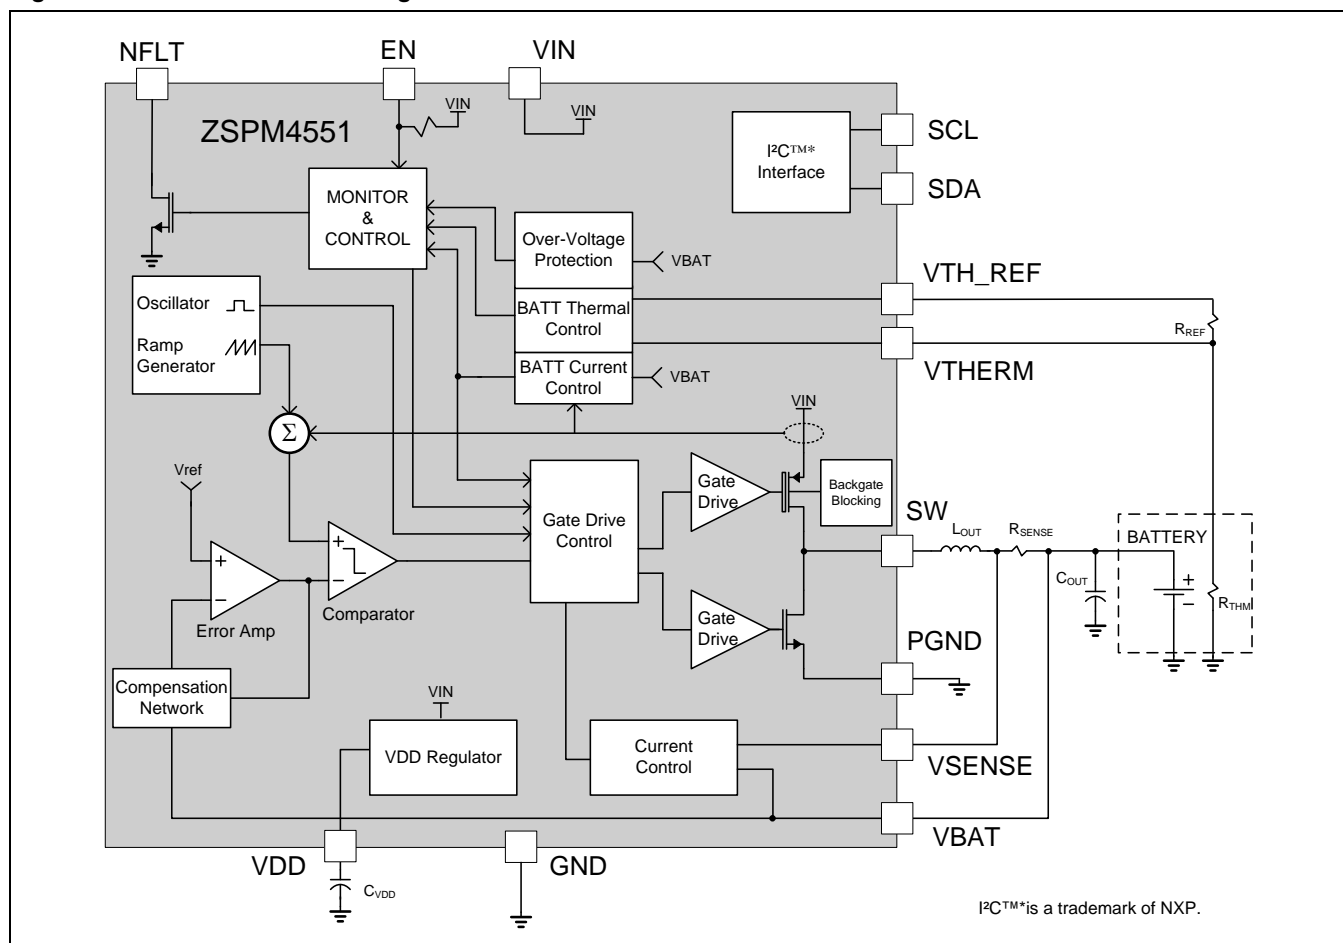 NFLT
EN
VIN
ZSPM4551
VIN
VIN
I²C™*
Interface
SCL
SDA
MONITOR
&
CONTROL
Over-Voltage
Protection
VBAT
BATT Thermal
Control
BATT Current
Control
VBAT
VTH_REF
RREF
VTHERM
Oscillator
Ramp
Generator
Σ
VIN
Vref
Gate Drive
Control
Gate
Drive
Backgate
Blocking
SW
LOUT
RSENSE
BATTERY
COUT
+
−
RTHM
+
−
Error Amp
+
−
Comparator
Gate
Drive
PGND
Compensation
Network
VIN
VDD Regulator
Current
Control
VSENSE
VBAT
VDD
GND
CVDD
I²C™*is a trademark of NXP.